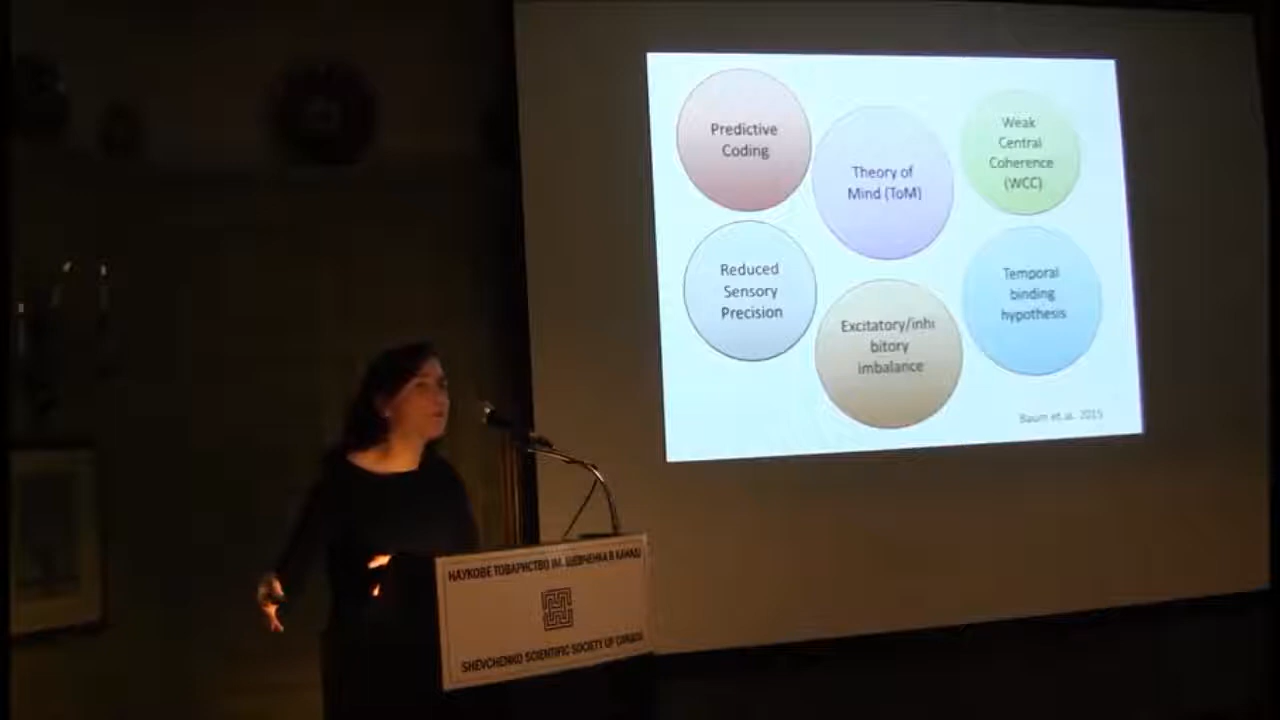 Predictive
Coding
Theory of
Mind (ToM)
Weak
Central
Coherence
(WCC)
Reduced
Sensory
Precision
Excitatory/inhi
bitory
imbalance
Temporal
binding
hypothesis
Baum et.al. 2015
НАУКОВЕ ТОВАРИСТВО ІМ. ШЕВЧЕНКА В КАНАДІ
SHEVCHENKO SCIENTIFIC SOCIETY OF CANADA